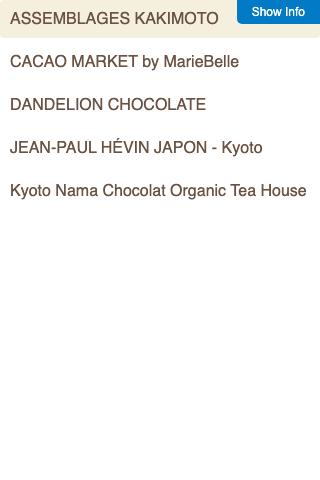 ASSEMBLAGES KAKIMOTO
Show Info
CACAO MARKET by MarieBelle
DANDELION CHOCOLATE
JEAN-PAUL HÉVIN JAPON - Kyoto
Kyoto Nama Chocolat Organic Tea House